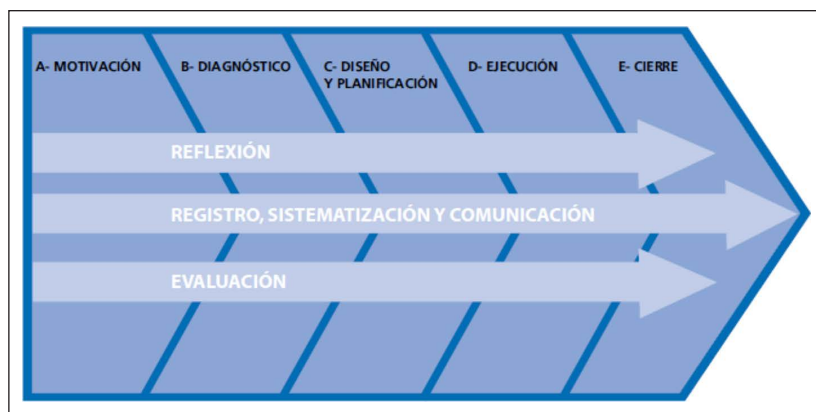 A- MOTIVACIÓN
B- DIAGNÓSTICO
C- DISEÑO
Y PLANIFICACIÓN
D- EJECUCIÓN
E- CIERRE
REFLEXIÓN
REGISTRO, SISTEMATIZACIÓN Y COMUNICACIÓN
EVALUACIÓN